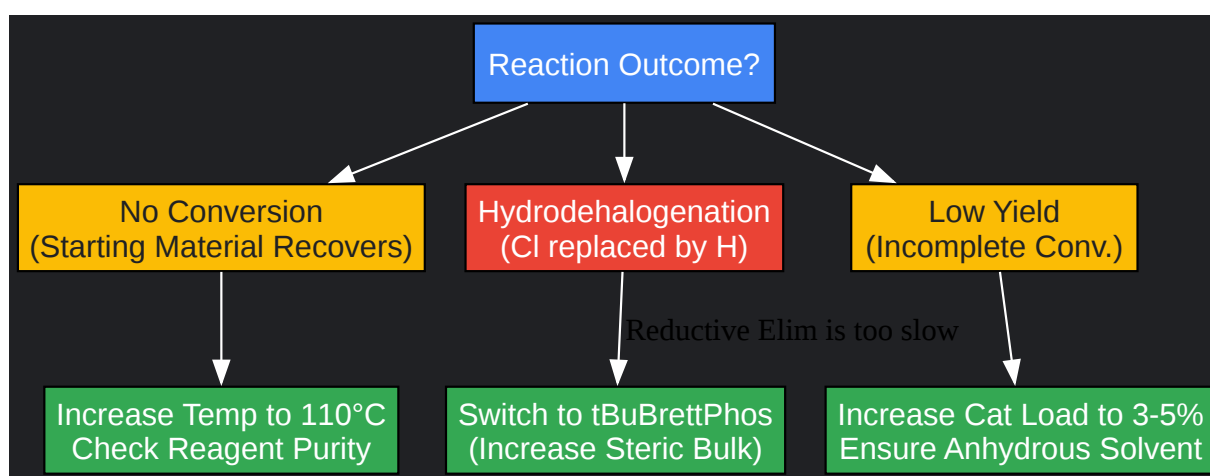 Reaction Outcome?
No Conversion
(Starting Material Recovers)
Hydrodehalogenation
(Cl replaced by H)
Low Yield
(Incomplete Conv.)
Reductive Elim is too slow
Increase Temp to 110°C
Check Reagent Purity
Switch to tBuBrettPhos
(Increase Steric Bulk)
Increase Cat Load to 3-5%
Ensure Anhydrous Solvent